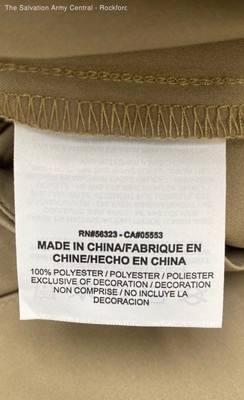 The Salvation Army Central - Rockford
RN#56323 - CA#05553
MADE IN CHINA/FABRIQUE EN
CHINE/HECHO EN CHINA
100% POLYESTER / POLYESTER / POLIESTER
EXCLUSIVE OF DECORATION / DECORATION
NON COMPRISE / NO INCLUYE LA
DECORACION